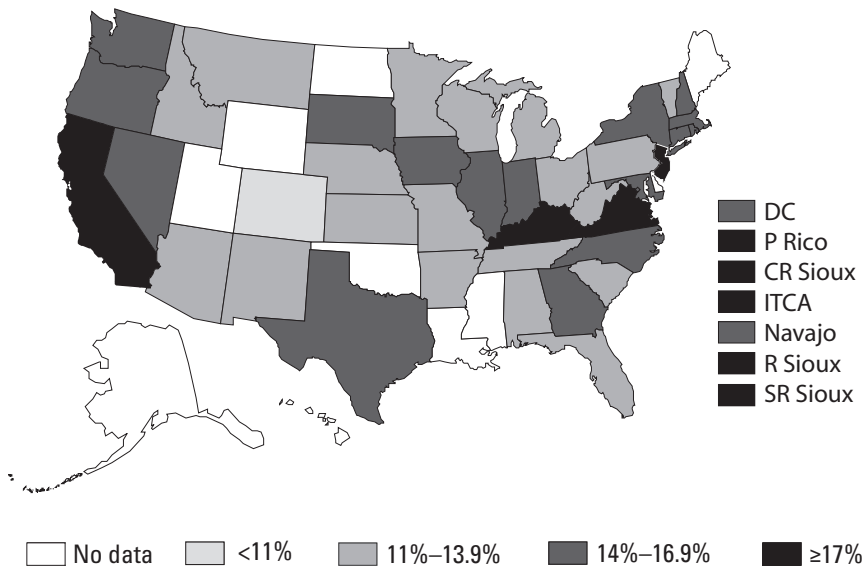 DC
P Rico
CR Sioux
ITCA
Navajo
R Sioux
SR Sioux
No data
<11%
11%–13.9%
14%–16.9%
≥17%